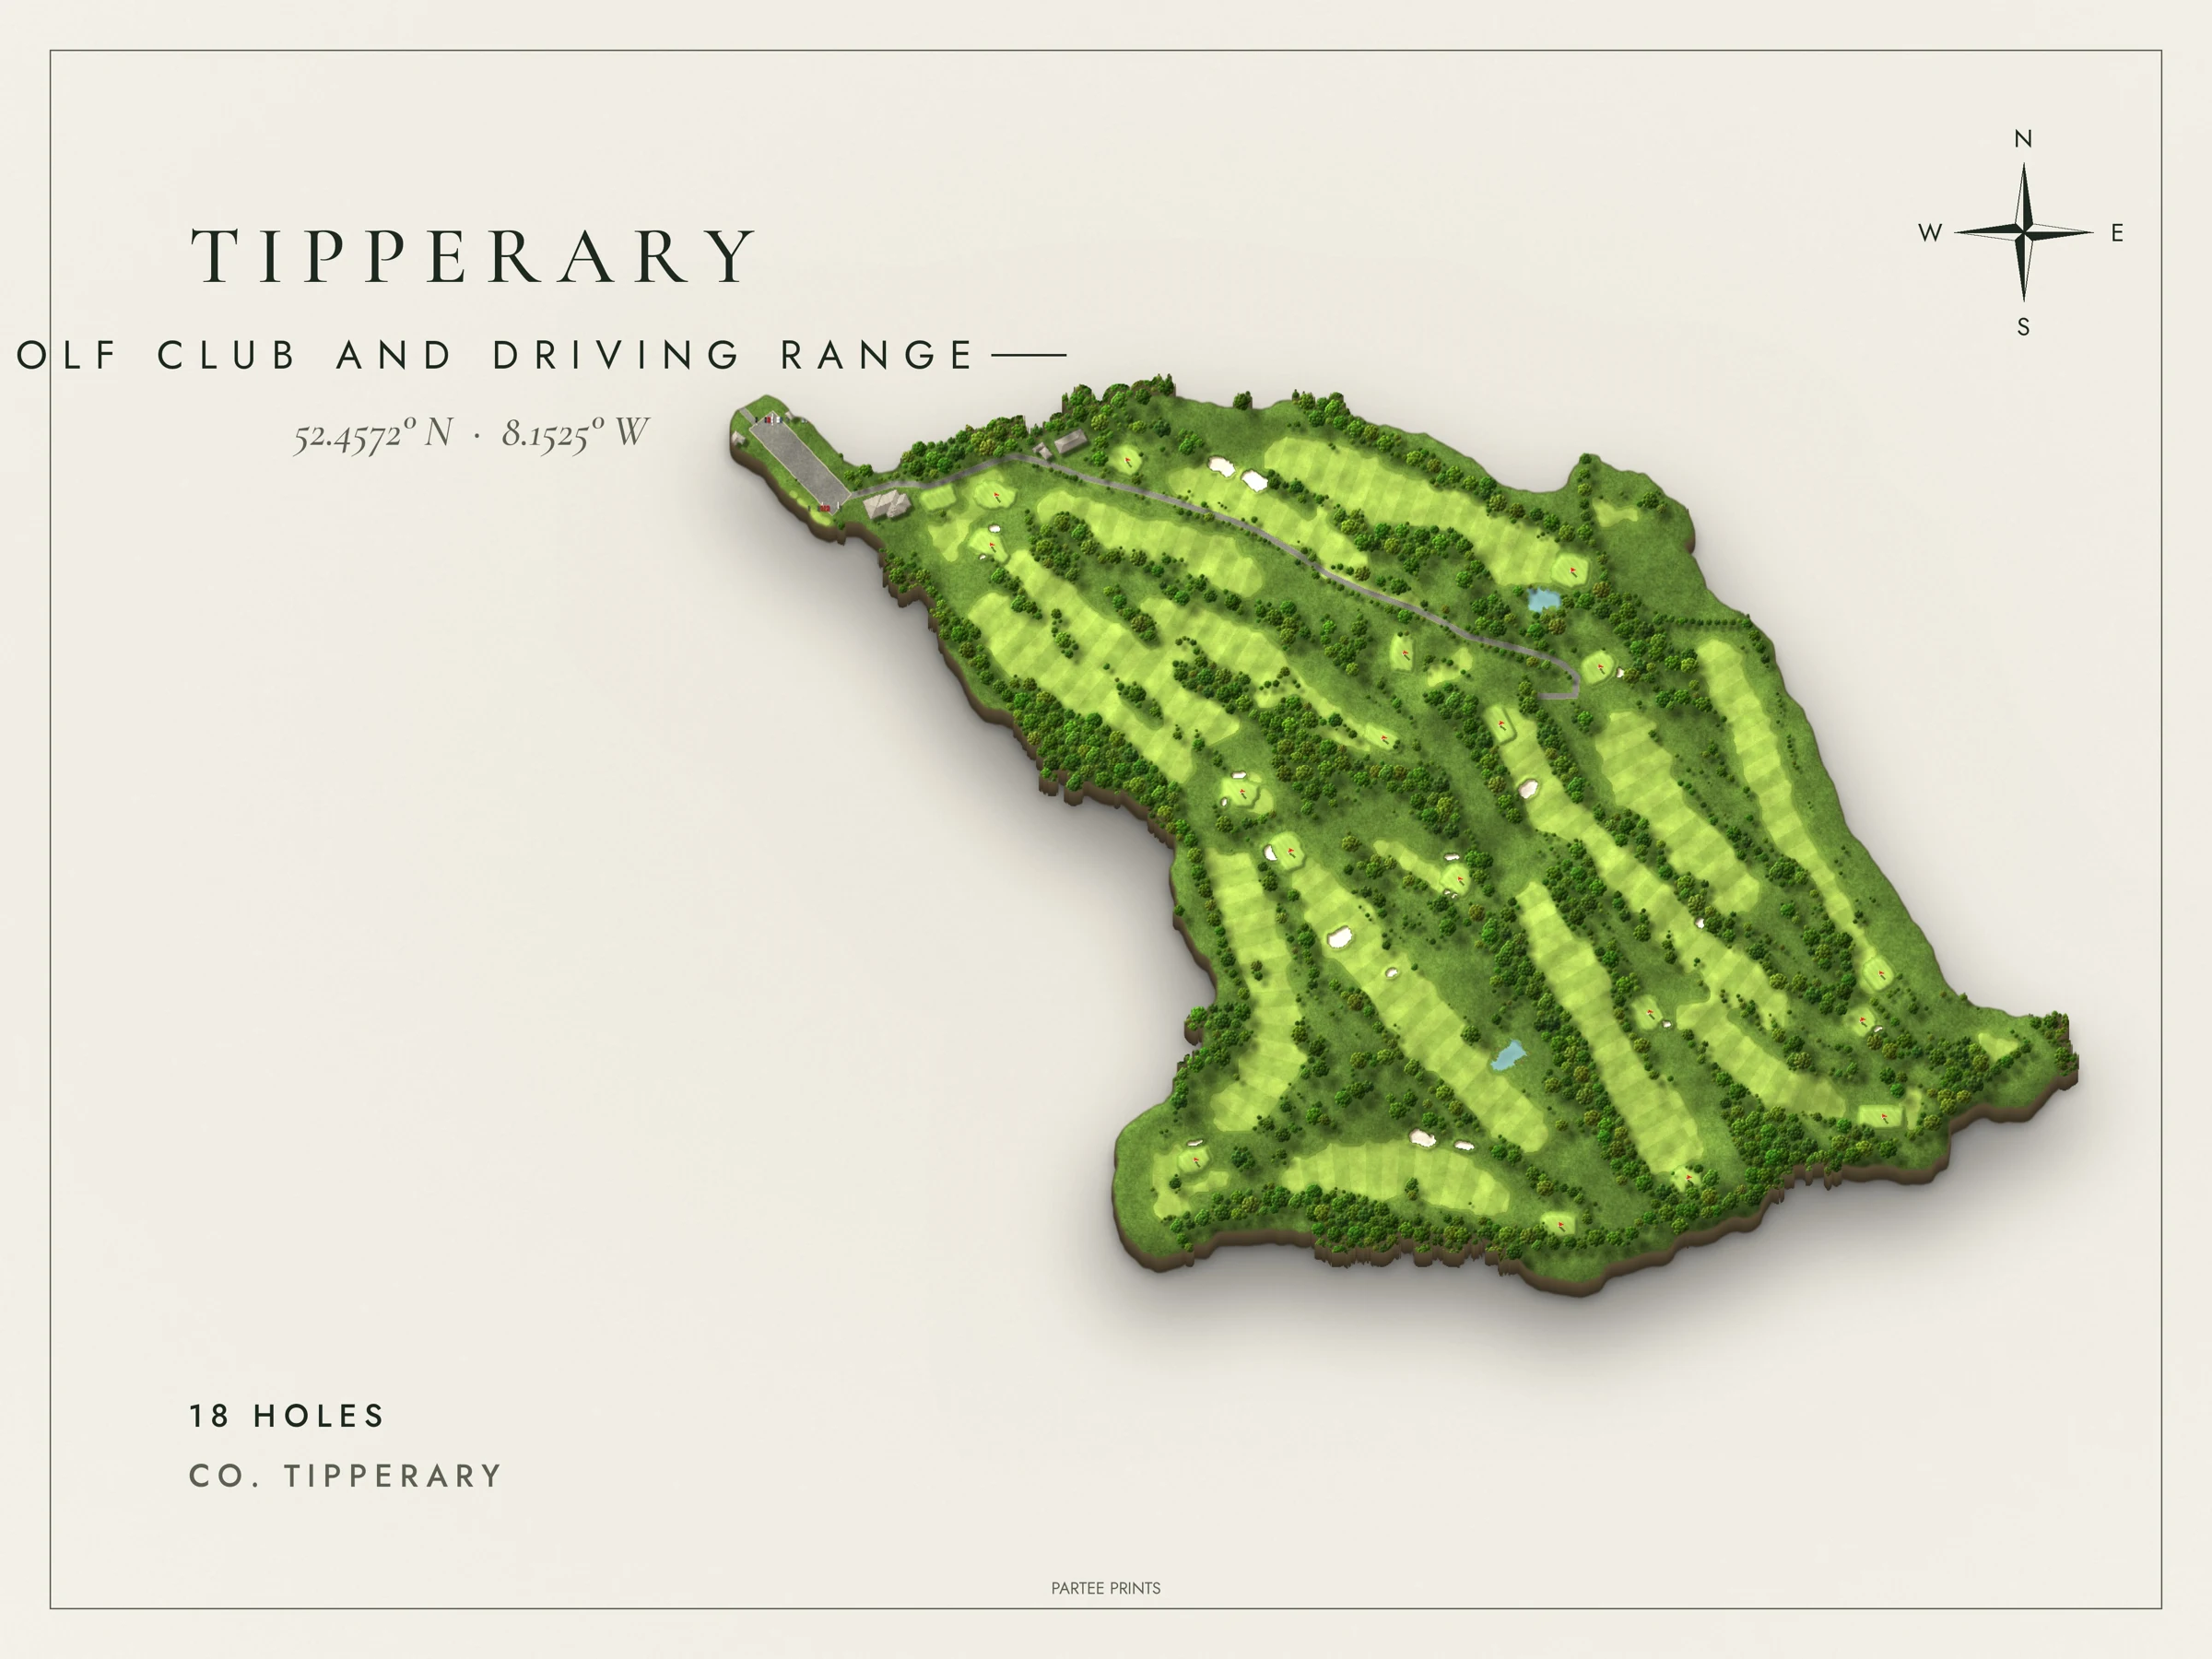 TIPPERARY
OLF CLUB AND DRIVING RANGE
52.4572° N · 8.1525° W
N
W E
S
18 HOLES
CO. TIPPERARY
PARTEE PRINTS